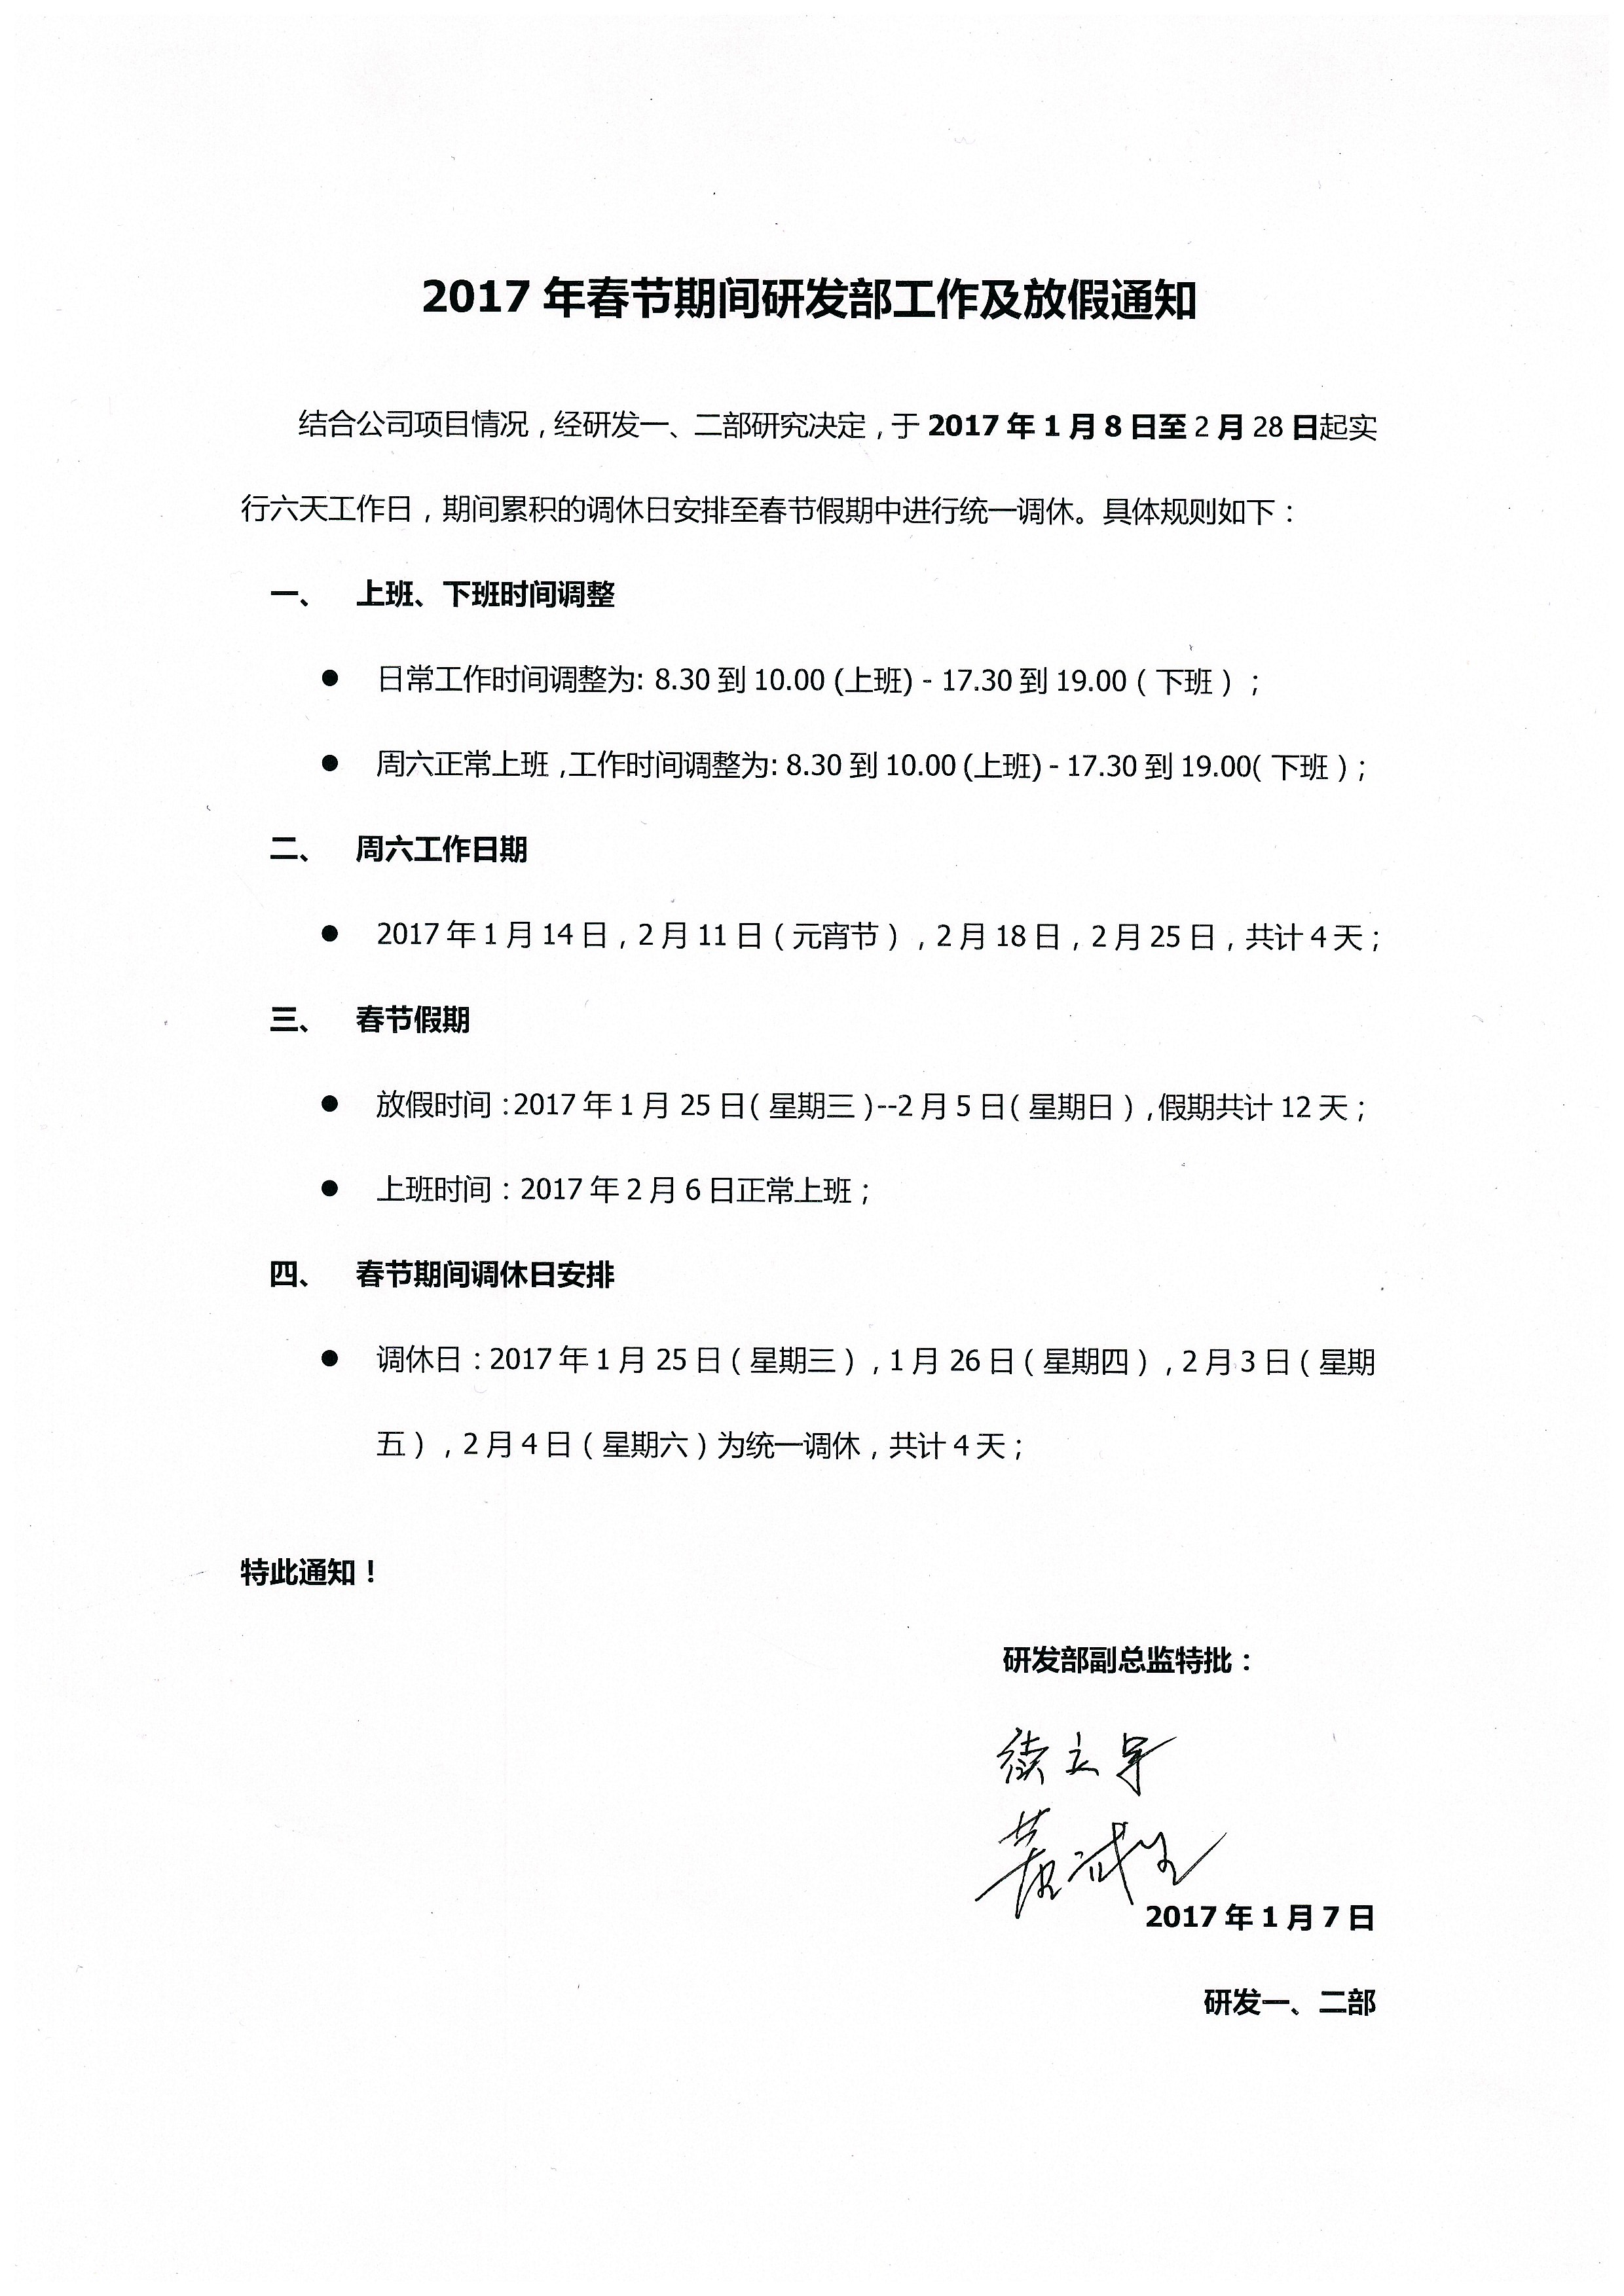 2017 年春节期间研发部工作及放假通知
结合公司项目情况，经研发一、二部研究决定，于 2017 年 1 月 8 日至 2 月 28 日起实
行六天工作日，期间累积的调休日安排至春节假期中进行统一调休。具体规则如下：
一、 上班、下班时间调整
● 日常工作时间调整为: 8.30 到 10.00 (上班) - 17.30 到 19.00（下班）；
● 周六正常上班，工作时间调整为: 8.30 到 10.00 (上班) - 17.30 到 19.00（下班）；
二、 周六工作日期
● 2017 年 1 月 14 日，2 月 11 日（元宵节），2 月 18 日，2 月 25 日，共计 4 天；
三、 春节假期
● 放假时间：2017 年 1 月 25 日（星期三）--2 月 5 日（星期日），假期共计 12 天；
● 上班时间：2017 年 2 月 6 日正常上班；
四、 春节期间调休日安排
● 调休日：2017 年 1 月 25 日（星期三），1 月 26 日（星期四），2 月 3 日（星期
五），2 月 4 日（星期六）为统一调休，共计 4 天；
特此通知！
研发部副总监特批：
续立宇
2017 年 1 月 7 日
研发一、二部